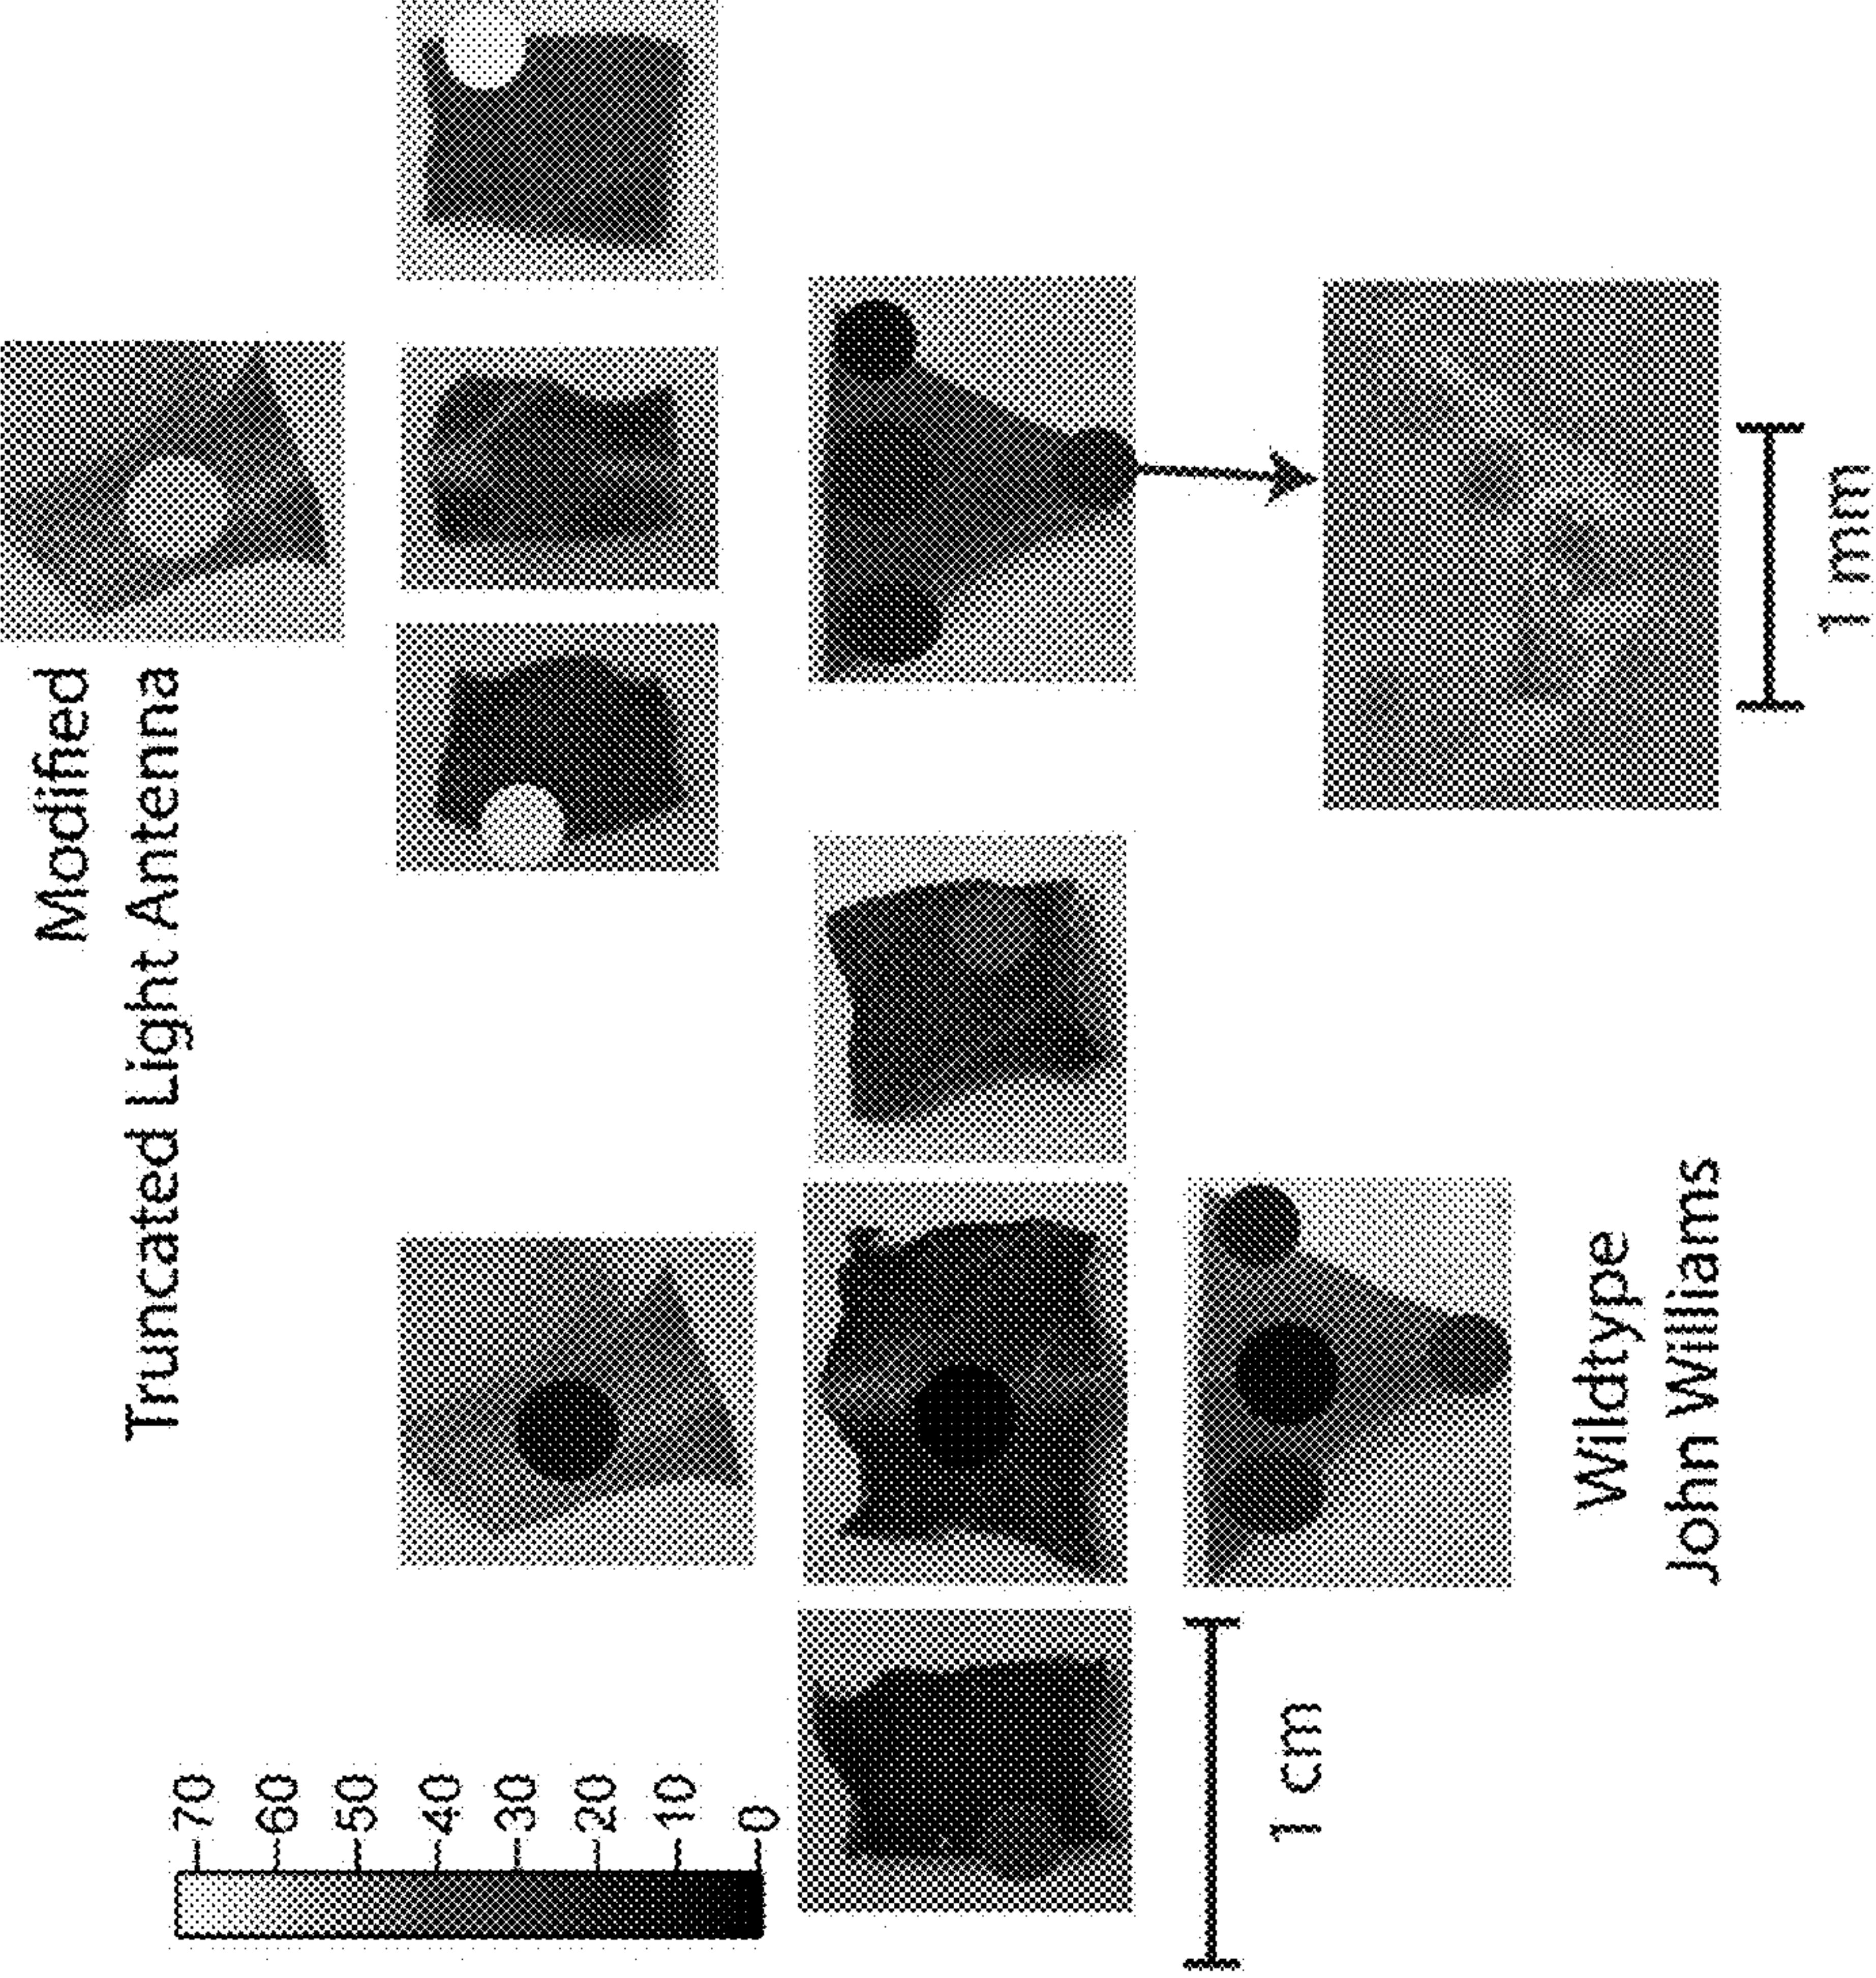 Modified
Truncated Light Antenna
70
60
50
40
30
20
10
0
1 cm
Wildtype
John Williams
1 mm